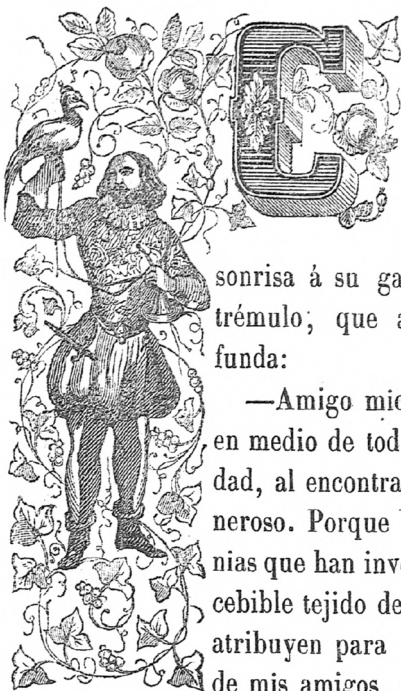 E
sonrisa á su ga
trémulo; que a
funda:
—Amigo mio
en medio de tod
dad, al encontra
neroso. Porque
nias que han inve
cebible tejido de
atribuyen para
de mis amigos,